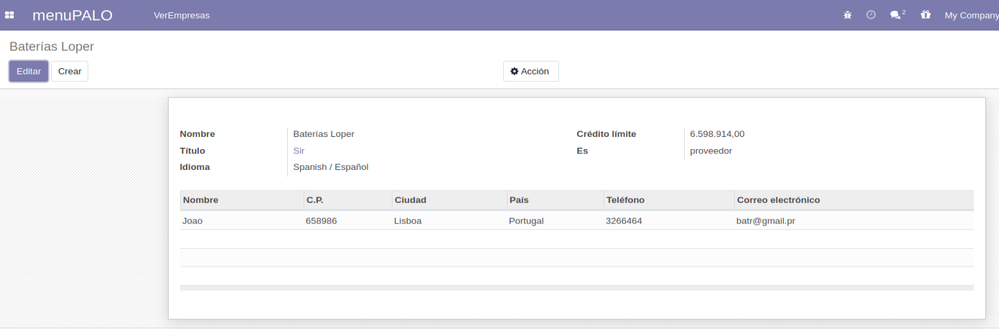 menuPALO VerEmpresas 2 My Company
Baterías Loper
Editar Crear Acción
Nombre Baterías Loper Crédito límite 6.598.914,00
Título Sir Es proveedor
Idioma Spanish / Español
Nombre C.P. Ciudad País Teléfono Correo electrónico
Joao 658986 Lisboa Portugal 3266464 batr@gmail.pr